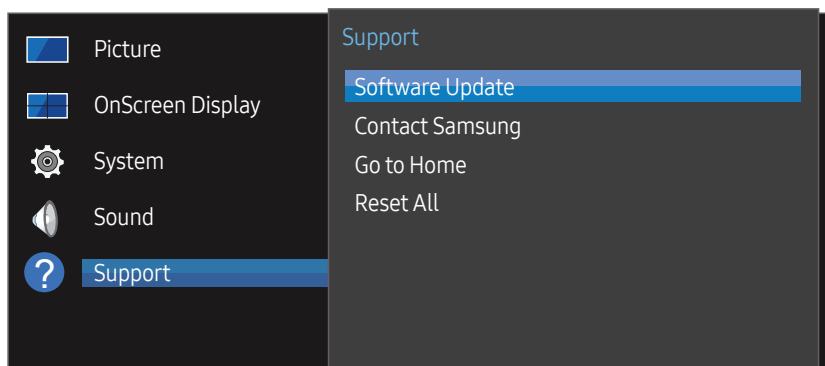 Picture
OnScreen Display
System
Sound
?
Support
Support
Software Update
Contact Samsung
Go to Home
Reset All